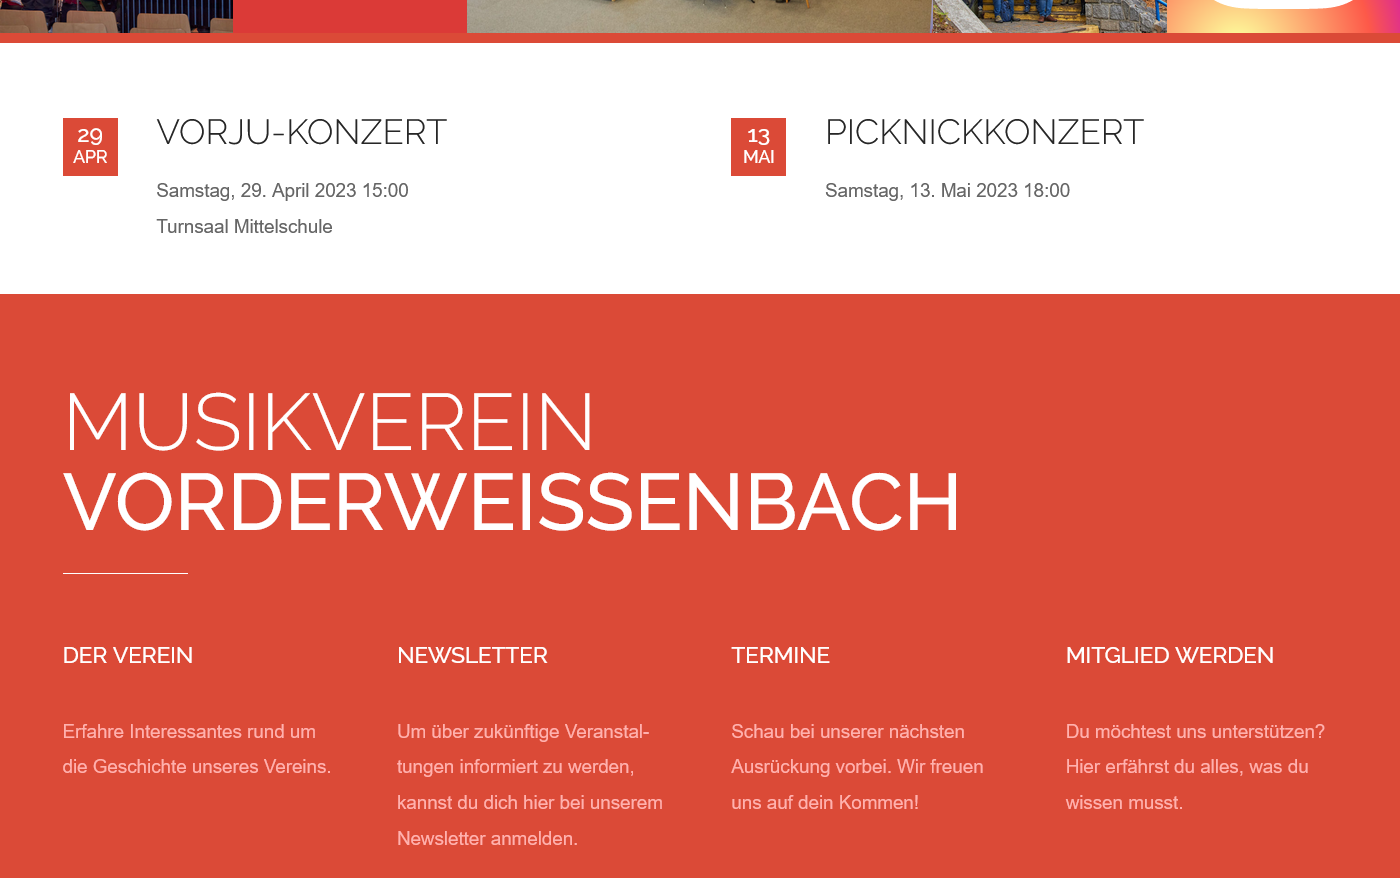 29
APR
VORJU-KONZERT
Samstag, 29. April 2023 15:00
Turnsaal Mittelschule
13
MAI
PICKNICKKONZERT
Samstag, 13. Mai 2023 18:00
MUSIKVEREIN
VORDERWEISSENBACH
DER VEREIN
Erfahre Interessantes rund um
die Geschichte unseres Vereins.
NEWSLETTER
Um über zukünftige Veranstal-
tungen informiert zu werden,
kannst du dich hier bei unserem
Newsletter anmelden.
TERMINE
Schau bei unserer nächsten
Ausrückung vorbei. Wir freuen
uns auf dein Kommen!
MITGLIED WERDEN
Du möchtest uns unterstützen?
Hier erfährst du alles, was du
wissen musst.